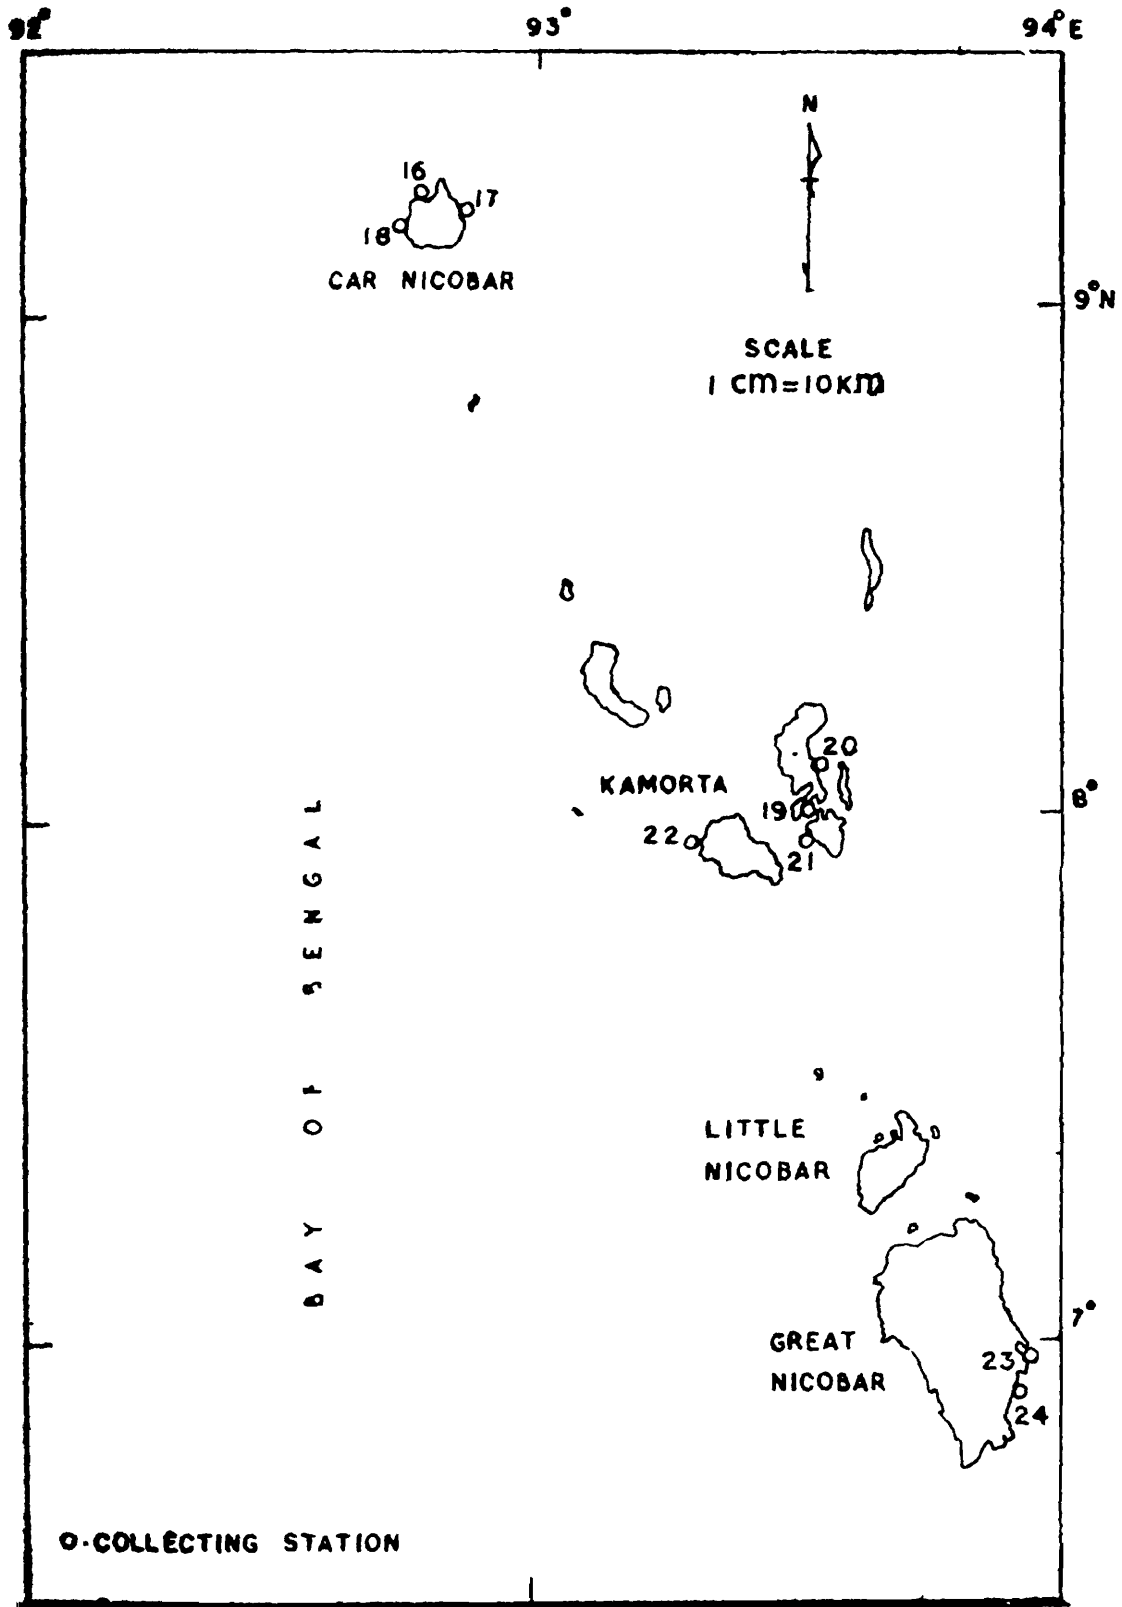 92° 93° 94°E
N
16
17
18
CAR NICOBAR
9°N
SCALE
1 cm=10KM
20
KAMORTA
8°
19
22
21
BAY OF BENGAL
LITTLE
NICOBAR
7°
GREAT
NICOBAR
23
24
O-COLLECTING STATION